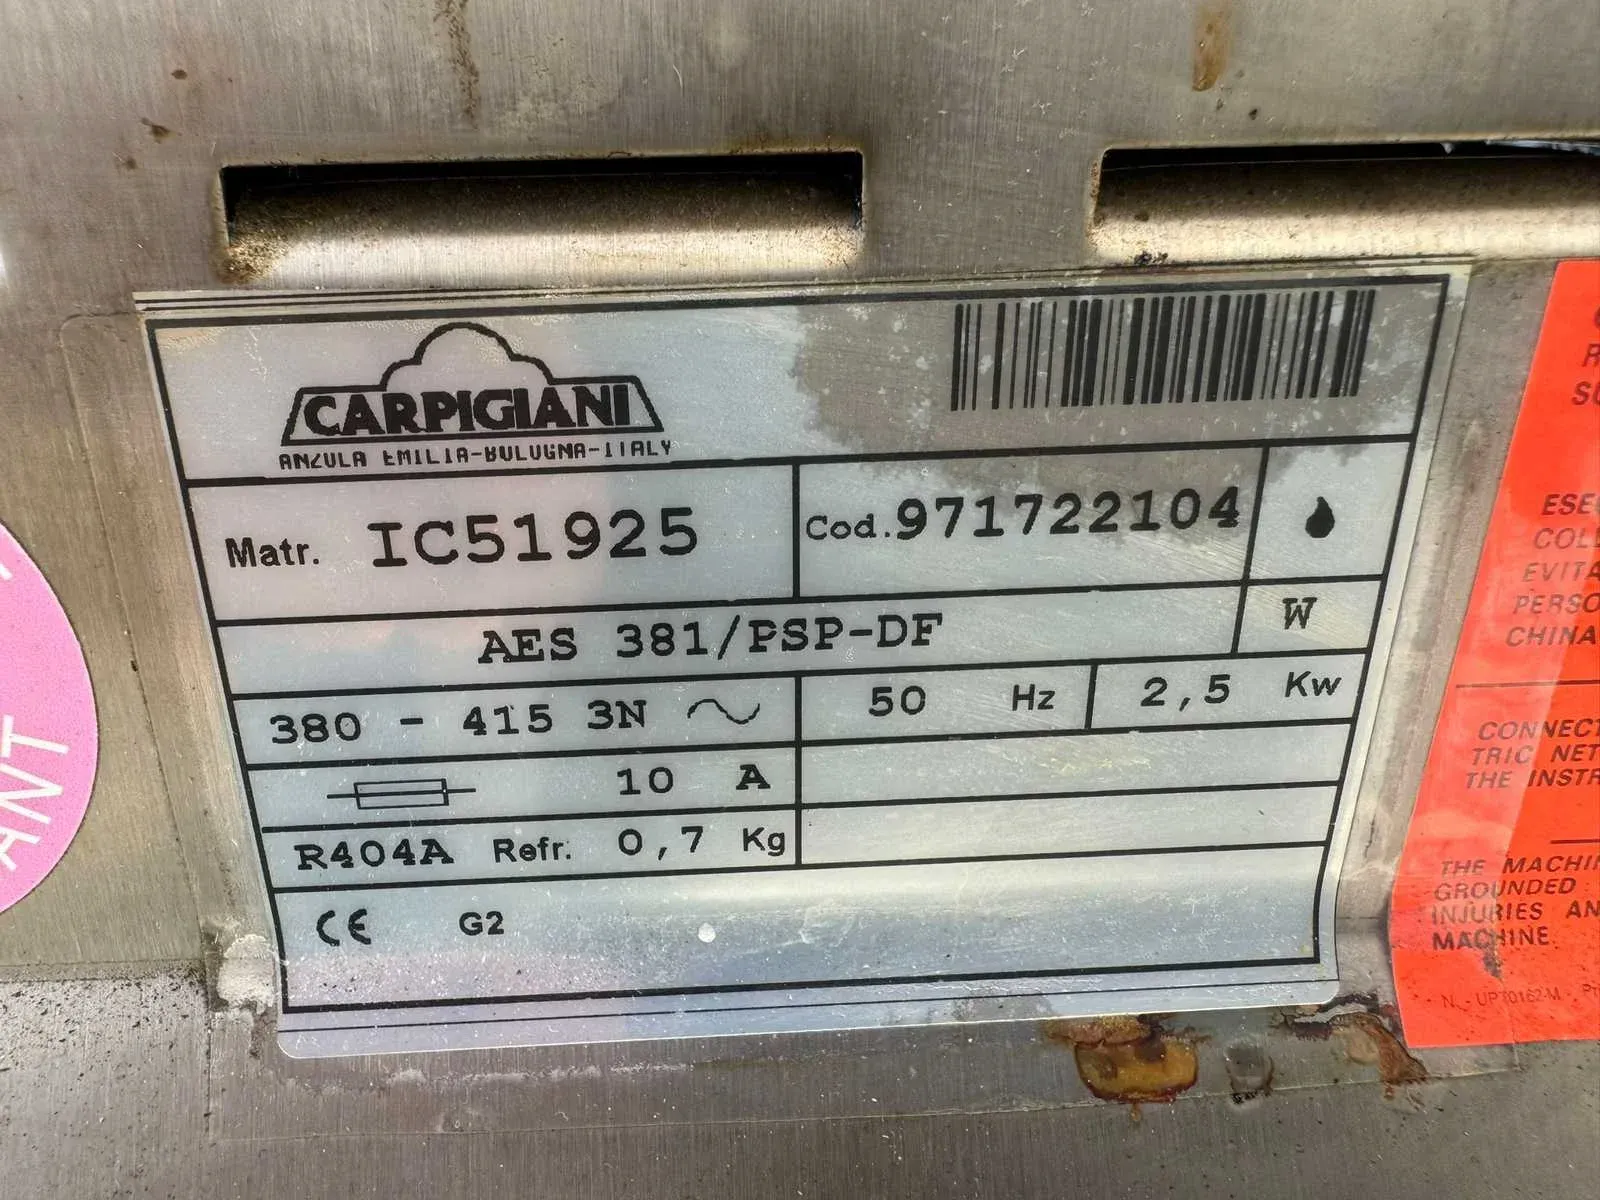 CARPIGIANI
ANZOLA EMILIA-BOLOGNA-ITALY
Matr. IC51925
Cod. 971722104
AES 381/PSP-DF
W
380 - 415 3N ~
50 Hz
2,5 Kw
10 A
R404A Refr. 0,7 Kg
CE G2
ANT
ESE
COL
EVITA
PERSO
CHINA
CONNECT
TRIC NET
THE INSTR
THE MACHIN
GROUNDED
INJURIES AN
MACHINE.
N. - UPT0162-M -